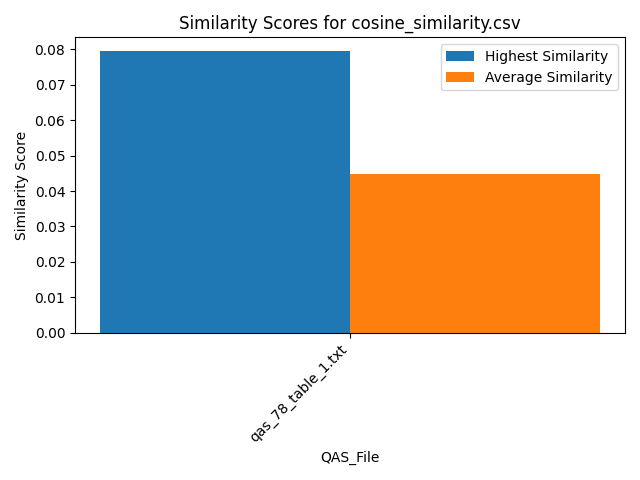 Similarity Scores for cosine_similarity.csv
Highest Similarity
Average Similarity
Similarity Score
0.08
0.07
0.06
0.05
0.04
0.03
0.02
0.01
0.00
qas_78_table_1.txt
QAS_File